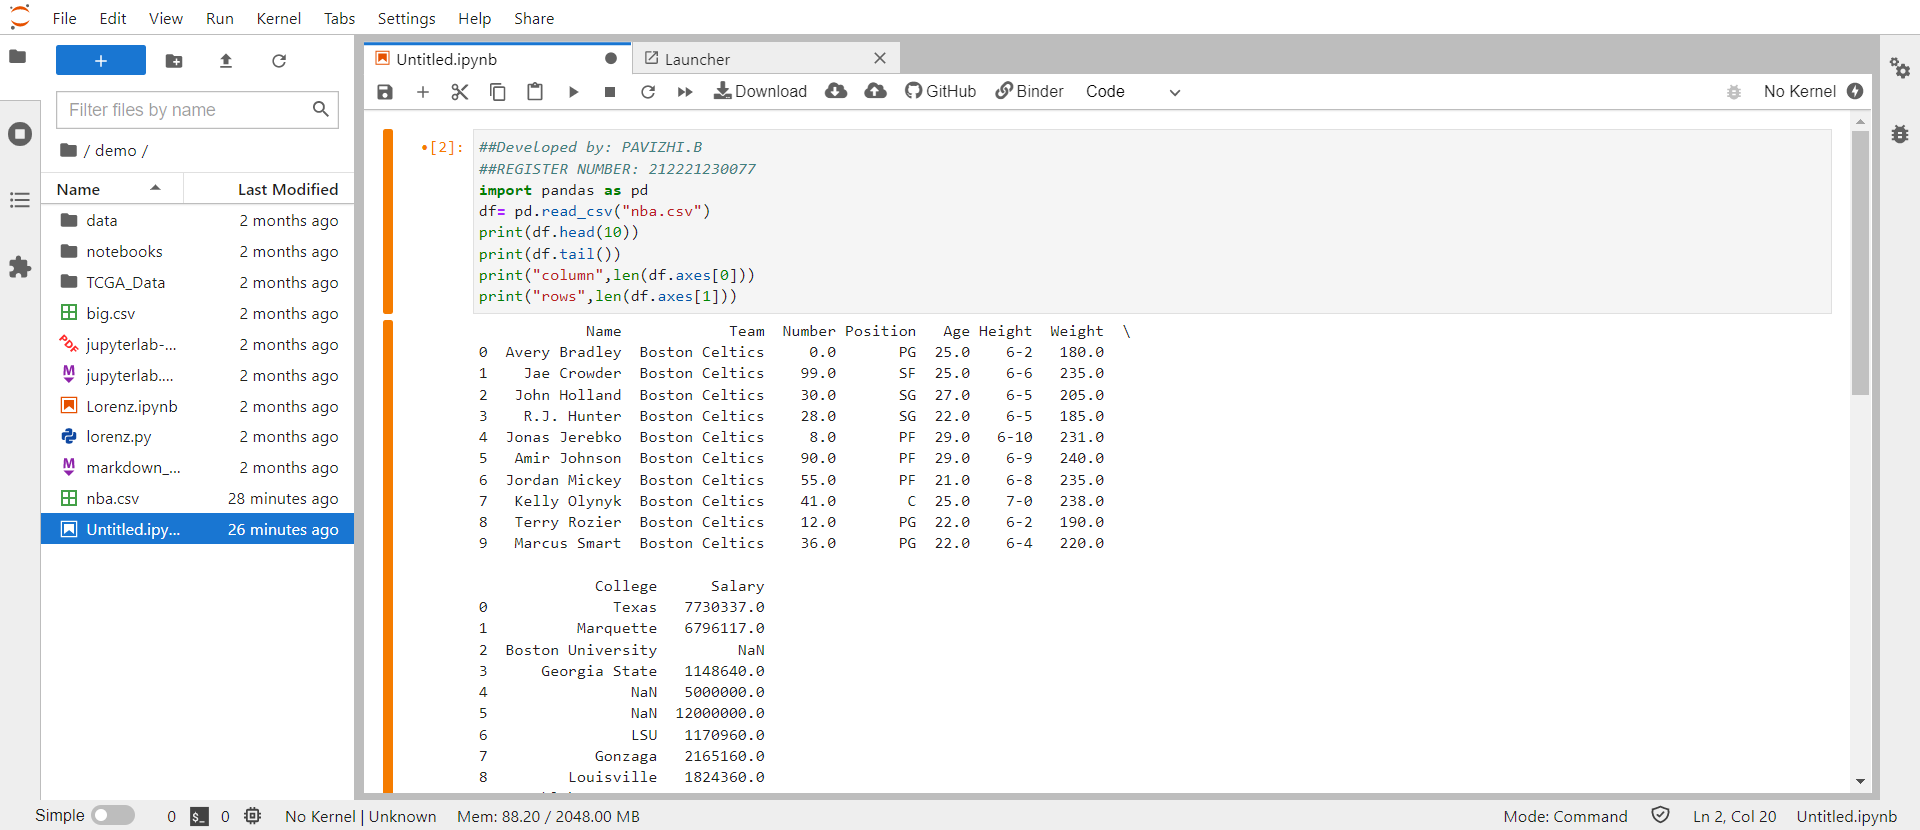 File Edit View Run Kernel Tabs Settings Help Share
Filter files by name
/ demo /
Name Last Modified
data 2 months ago
notebooks 2 months ago
TCGA_Data 2 months ago
big.csv 2 months ago
jupyterlab-... 2 months ago
jupyterlab.... 2 months ago
Lorenz.ipynb 2 months ago
lorenz.py 2 months ago
markdown_... 2 months ago
nba.csv 28 minutes ago
Untitled.ipy... 26 minutes ago
Untitled.ipynb Launcher
Download GitHub Binder Code No Kernel
[2]: ##Developed by: PAVIZHI.B
##REGISTER NUMBER: 212221230077
import pandas as pd
df= pd.read_csv("nba.csv")
print(df.head(10))
print(df.tail())
print("column",len(df.axes[0]))
print("rows",len(df.axes[1]))
Name Team Number Position Age Height Weight \
0 Avery Bradley Boston Celtics 0.0 PG 25.0 6-2 180.0
1 Jae Crowder Boston Celtics 99.0 SF 25.0 6-6 235.0
2 John Holland Boston Celtics 30.0 SG 27.0 6-5 205.0
3 R.J. Hunter Boston Celtics 28.0 SG 22.0 6-5 185.0
4 Jonas Jerebko Boston Celtics 8.0 PF 29.0 6-10 231.0
5 Amir Johnson Boston Celtics 90.0 PF 29.0 6-9 240.0
6 Jordan Mickey Boston Celtics 55.0 PF 21.0 6-8 235.0
7 Kelly Olynyk Boston Celtics 41.0 C 25.0 7-0 238.0
8 Terry Rozier Boston Celtics 12.0 PG 22.0 6-2 190.0
9 Marcus Smart Boston Celtics 36.0 PG 22.0 6-4 220.0
College Salary
0 Texas 7730337.0
1 Marquette 6796117.0
2 Boston University NaN
3 Georgia State 1148640.0
4 NaN 5000000.0
5 NaN 12000000.0
6 LSU 1170960.0
7 Gonzaga 2165160.0
8 Louisville 1824360.0
Simple 0 $_ 0 No Kernel | Unknown Mem: 88.20 / 2048.00 MB Mode: Command Ln 2, Col 20 Untitled.ipynb